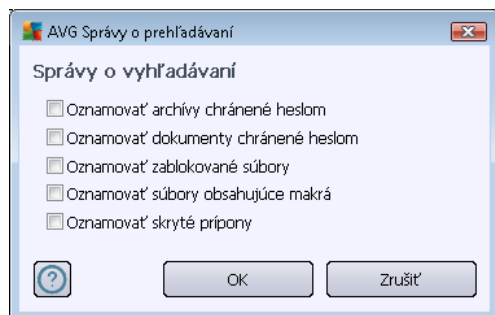 AVG Správy o prehľadávaní
Správy o vyhľadávaní
Oznamovať archívy chránené heslom
Oznamovať dokumenty chránené heslom
Oznamovať zablokované súbory
Oznamovať súbory obsahujúce makrá
Oznamovať skryté prípony
? OK Zrušiť